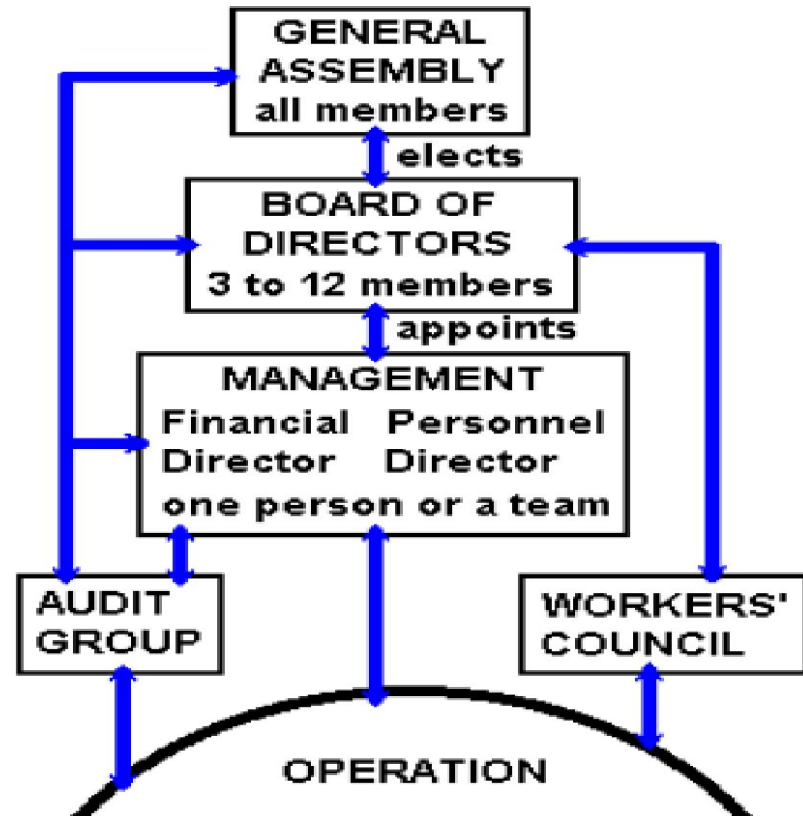 GENERAL
ASSEMBLY
all members
elects
BOARD OF
DIRECTORS
3 to 12 members
appoints
MANAGEMENT
Financial Personnel
Director Director
one person or a team
AUDIT
GROUP
WORKERS'
COUNCIL
OPERATION